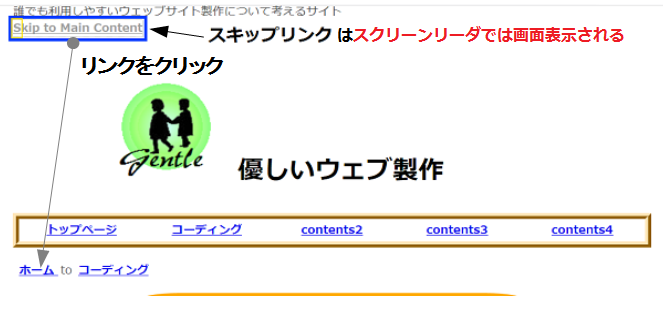 誰でも利用しやすいウェッブサイト製作について考えるサイト
Skip to Main Content
スキップリンク はスクリーンリーダでは画面表示される
リンクをクリック
Gentle
優しいウェブ製作
トップページ コーディング contents2 contents3 contents4
ホーム to コーディング